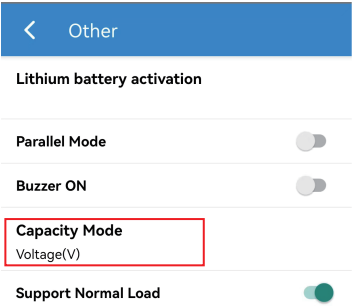 Other
Lithium battery activation
Parallel Mode
Buzzer ON
Capacity Mode
Voltage(V)
Support Normal Load